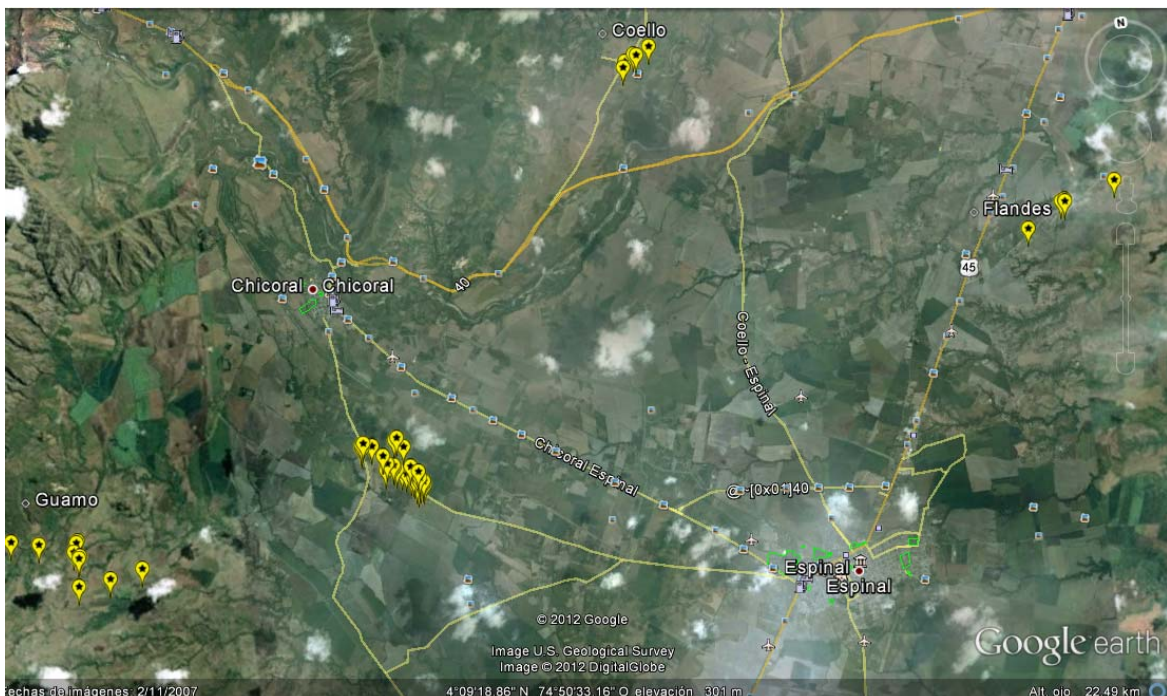 Coello
N
Flandes
45
Chicoral Chicoral
40
Coello - Espinal
Chicoral Espinal
Guamo
@ -[0x01]40
Espinal
Espinal
© 2012 Google
Image U.S. Geological Survey
Image © 2012 DigitalGlobe
Google earth
Fechas de imágenes: 2/11/2007
4°09'18.86" N 74°50'33.16" O elevación 301 m
Alt. ojo 22.49 km